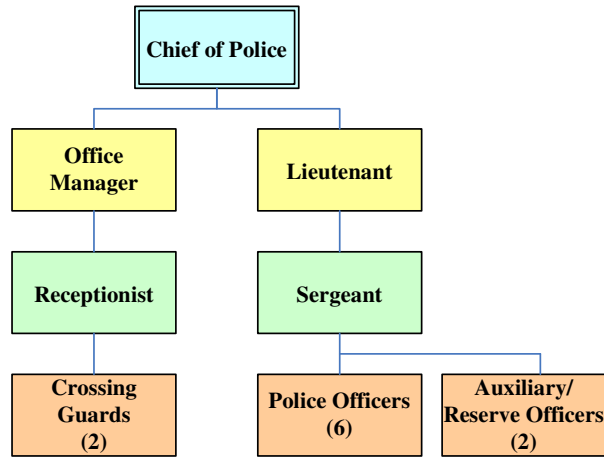 Chief of Police
Office
Manager
Lieutenant
Receptionist
Sergeant
Crossing
Guards
(2)
Police Officers
(6)
Auxiliary/
Reserve Officers
(2)